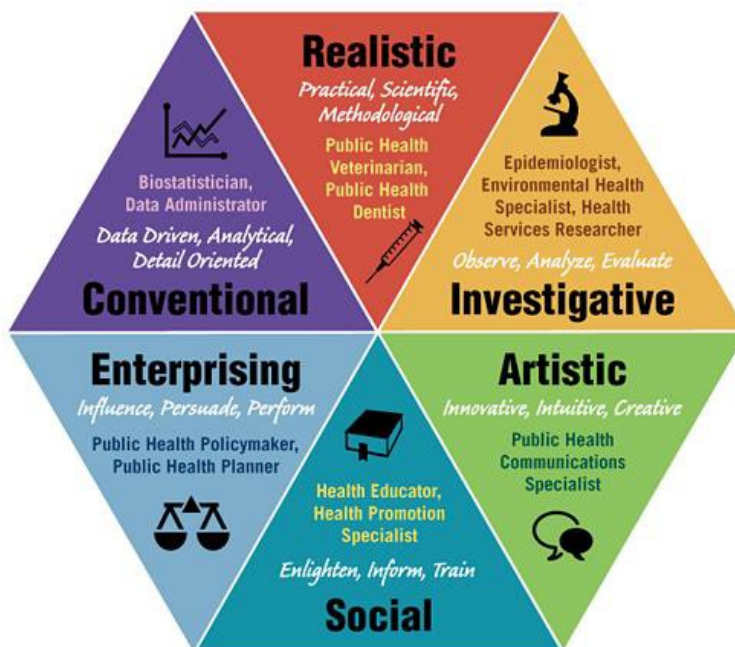 Realistic
Practical, Scientific,
Methodological
Public Health
Veterinarian,
Public Health
Dentist
Epidemiologist,
Environmental Health
Specialist, Health
Services Researcher
Observe, Analyze, Evaluate
Investigative
Biostatistician,
Data Administrator
Data Driven, Analytical,
Detail Oriented
Conventional
Enterprising
Influence, Persuade, Perform
Public Health Policymaker,
Public Health Planner
Artistic
Innovative, Intuitive, Creative
Public Health
Communications
Specialist
Health Educator,
Health Promotion
Specialist
Enlighten, Inform, Train
Social